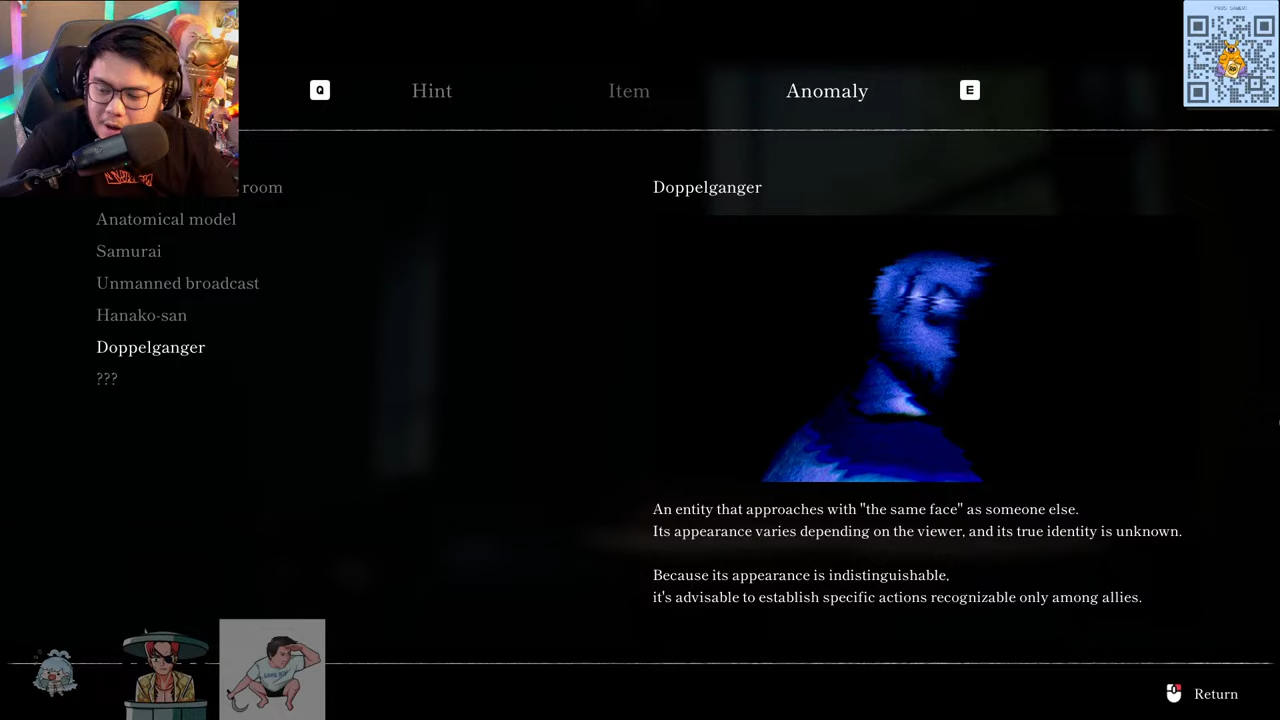 Q
Hint
Item
Anomaly
E
room
Anatomical model
Samurai
Unmanned broadcast
Hanako-san
Doppelganger
???
Doppelganger
An entity that approaches with "the same face" as someone else.
Its appearance varies depending on the viewer, and its true identity is unknown.
Because its appearance is indistinguishable,
it's advisable to establish specific actions recognizable only among allies.
Return